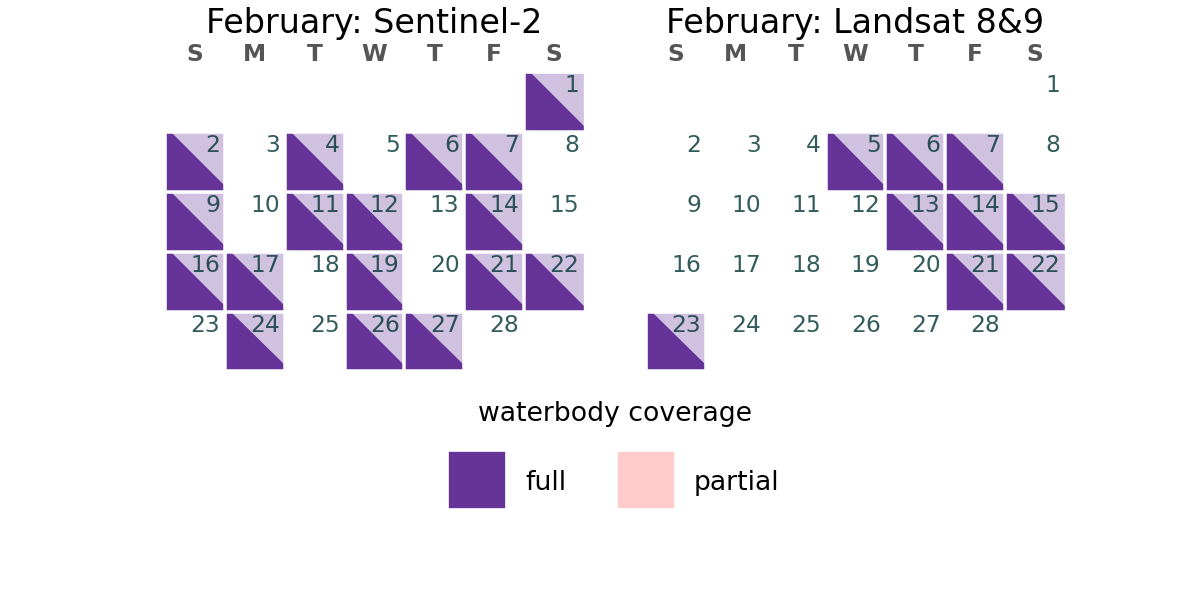 February: Sentinel-2
S M T W T F S
1
2 3 4 5 6 7 8
9 10 11 12 13 14 15
16 17 18 19 20 21 22
23 24 25 26 27 28
February: Landsat 8&9
S M T W T F S
1
2 3 4 5 6 7 8
9 10 11 12 13 14 15
16 17 18 19 20 21 22
23 24 25 26 27 28
waterbody coverage
full partial